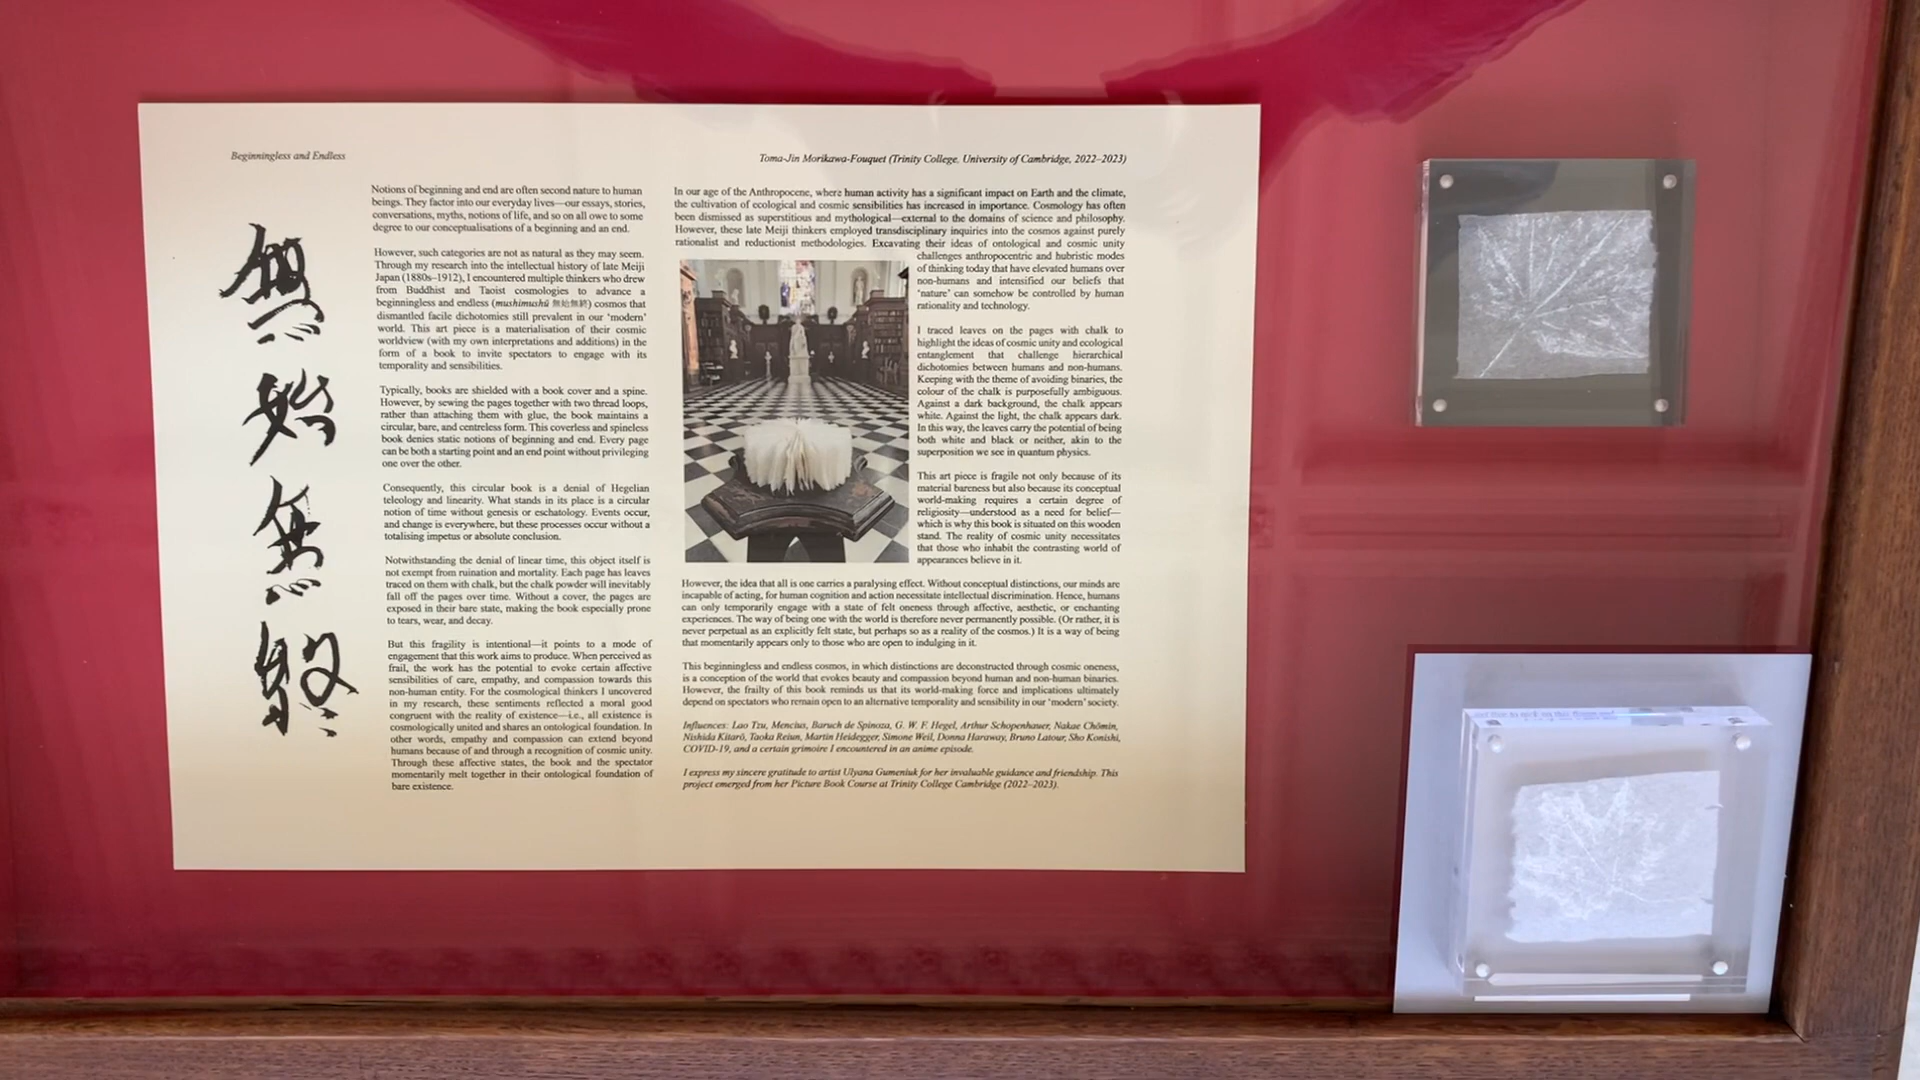 Beginningless and Endless
Toma-Jin Morikawa-Fouquet (Trinity College, University of Cambridge, 2022–2023)
無
始
無
終
Notions of beginning and end are often second nature to human
beings. They factor into our everyday lives—our essays, stories,
conversations, myths, notions of life, and so on all owe to some
degree to our conceptualisations of a beginning and an end.
However, such categories are not as natural as they may seem.
Through my research into the intellectual history of late Meiji
Japan (1880s–1912), I encountered multiple thinkers who drew
from Buddhist and Taoist cosmologies to advance a
beginningless and endless (mushimushū 無始無終) cosmos that
dismantled facile dichotomies still prevalent in our ‘modern’
world. This art piece is a materialisation of their cosmic
worldview (with my own interpretations and additions) in the
form of a book to invite spectators to engage with its
temporality and sensibilities.
Typically, books are shielded with a book cover and a spine.
However, by sewing the pages together with two thread loops,
rather than attaching them with glue, the book maintains a
circular, bare, and centreless form. This coverless and spineless
book denies static notions of beginning and end. Every page
can be both a starting point and an end point without privileging
one over the other.
Consequently, this circular book is a denial of Hegelian
teleology and linearity. What stands in its place is a circular
notion of time without genesis or eschatology. Events occur,
and change is everywhere, but these processes occur without a
totalising impetus or absolute conclusion.
Notwithstanding the denial of linear time, this object itself is
not exempt from ruination and mortality. Each page has leaves
traced on them with chalk, but the chalk powder will inevitably
fall off the pages over time. Without a cover, the pages are
exposed in their bare state, making the book especially prone
to tears, wear, and decay.
But this fragility is intentional—it points to a mode of
engagement that this work aims to produce. When perceived as
frail, the work has the potential to evoke certain affective
sensibilities of care, empathy, and compassion towards this
non-human entity. For the cosmological thinkers I uncovered
in my research, these sentiments reflected a moral good
congruent with the reality of existence—i.e., all existence is
cosmologically united and shares an ontological foundation. In
other words, empathy and compassion can extend beyond
humans because of and through a recognition of cosmic unity.
Through these affective states, the book and the spectator
momentarily melt together in their ontological foundation of
bare existence.
In our age of the Anthropocene, where human activity has a significant impact on Earth and the climate,
the cultivation of ecological and cosmic sensibilities has increased in importance. Cosmology has often
been dismissed as superstitious and mythological—external to the domains of science and philosophy.
However, these late Meiji thinkers employed transdisciplinary inquiries into the cosmos against purely
rationalist and reductionist methodologies. Excavating their ideas of ontological and cosmic unity
challenges anthropocentric and hubristic modes
of thinking today that have elevated humans over
non-humans and intensified our beliefs that
‘nature’ can somehow be controlled by human
rationality and technology.
I traced leaves on the pages with chalk to
highlight the ideas of cosmic unity and ecological
entanglement that challenge hierarchical
dichotomies between humans and non-humans.
Keeping with the theme of avoiding binaries, the
colour of the chalk is purposefully ambiguous.
Against a dark background, the chalk appears
white. Against the light, the chalk appears dark.
In this way, the leaves carry the potential of being
both white and black or neither, akin to the
superposition we see in quantum physics.
This art piece is fragile not only because of its
material bareness but also because its conceptual
world-making requires a certain degree of
religiosity—understood as a need for belief—
which is why this book is situated on this wooden
stand. The reality of cosmic unity necessitates
that those who inhabit the contrasting world of
appearances believe in it.
However, the idea that all is one carries a paralysing effect. Without conceptual distinctions, our minds are
incapable of acting, for human cognition and action necessitate intellectual discrimination. Hence, humans
can only temporarily engage with a state of felt oneness through affective, aesthetic, or enchanting
experiences. The way of being one with the world is therefore never permanently possible. (Or rather, it is
never perpetual as an explicitly felt state, but perhaps so as a reality of the cosmos.) It is a way of being
that momentarily appears only to those who are open to indulging in it.
This beginningless and endless cosmos, in which distinctions are deconstructed through cosmic oneness,
is a conception of the world that evokes beauty and compassion beyond human and non-human binaries.
However, the frailty of this book reminds us that its world-making force and implications ultimately
depend on spectators who remain open to an alternative temporality and sensibility in our ‘modern’ society.
Influences: Lao Tzu, Mencius, Baruch de Spinoza, G. W. F. Hegel, Arthur Schopenhauer, Nakae Chōmin,
Nishida Kitarō, Taoka Reiun, Martin Heidegger, Simone Weil, Donna Haraway, Bruno Latour, Sho Konishi,
COVID-19, and a certain grimoire I encountered in an anime episode.
I express my sincere gratitude to artist Ulyana Gumeniuk for her invaluable guidance and friendship. This
project emerged from her Picture Book Course at Trinity College Cambridge (2022–2023).